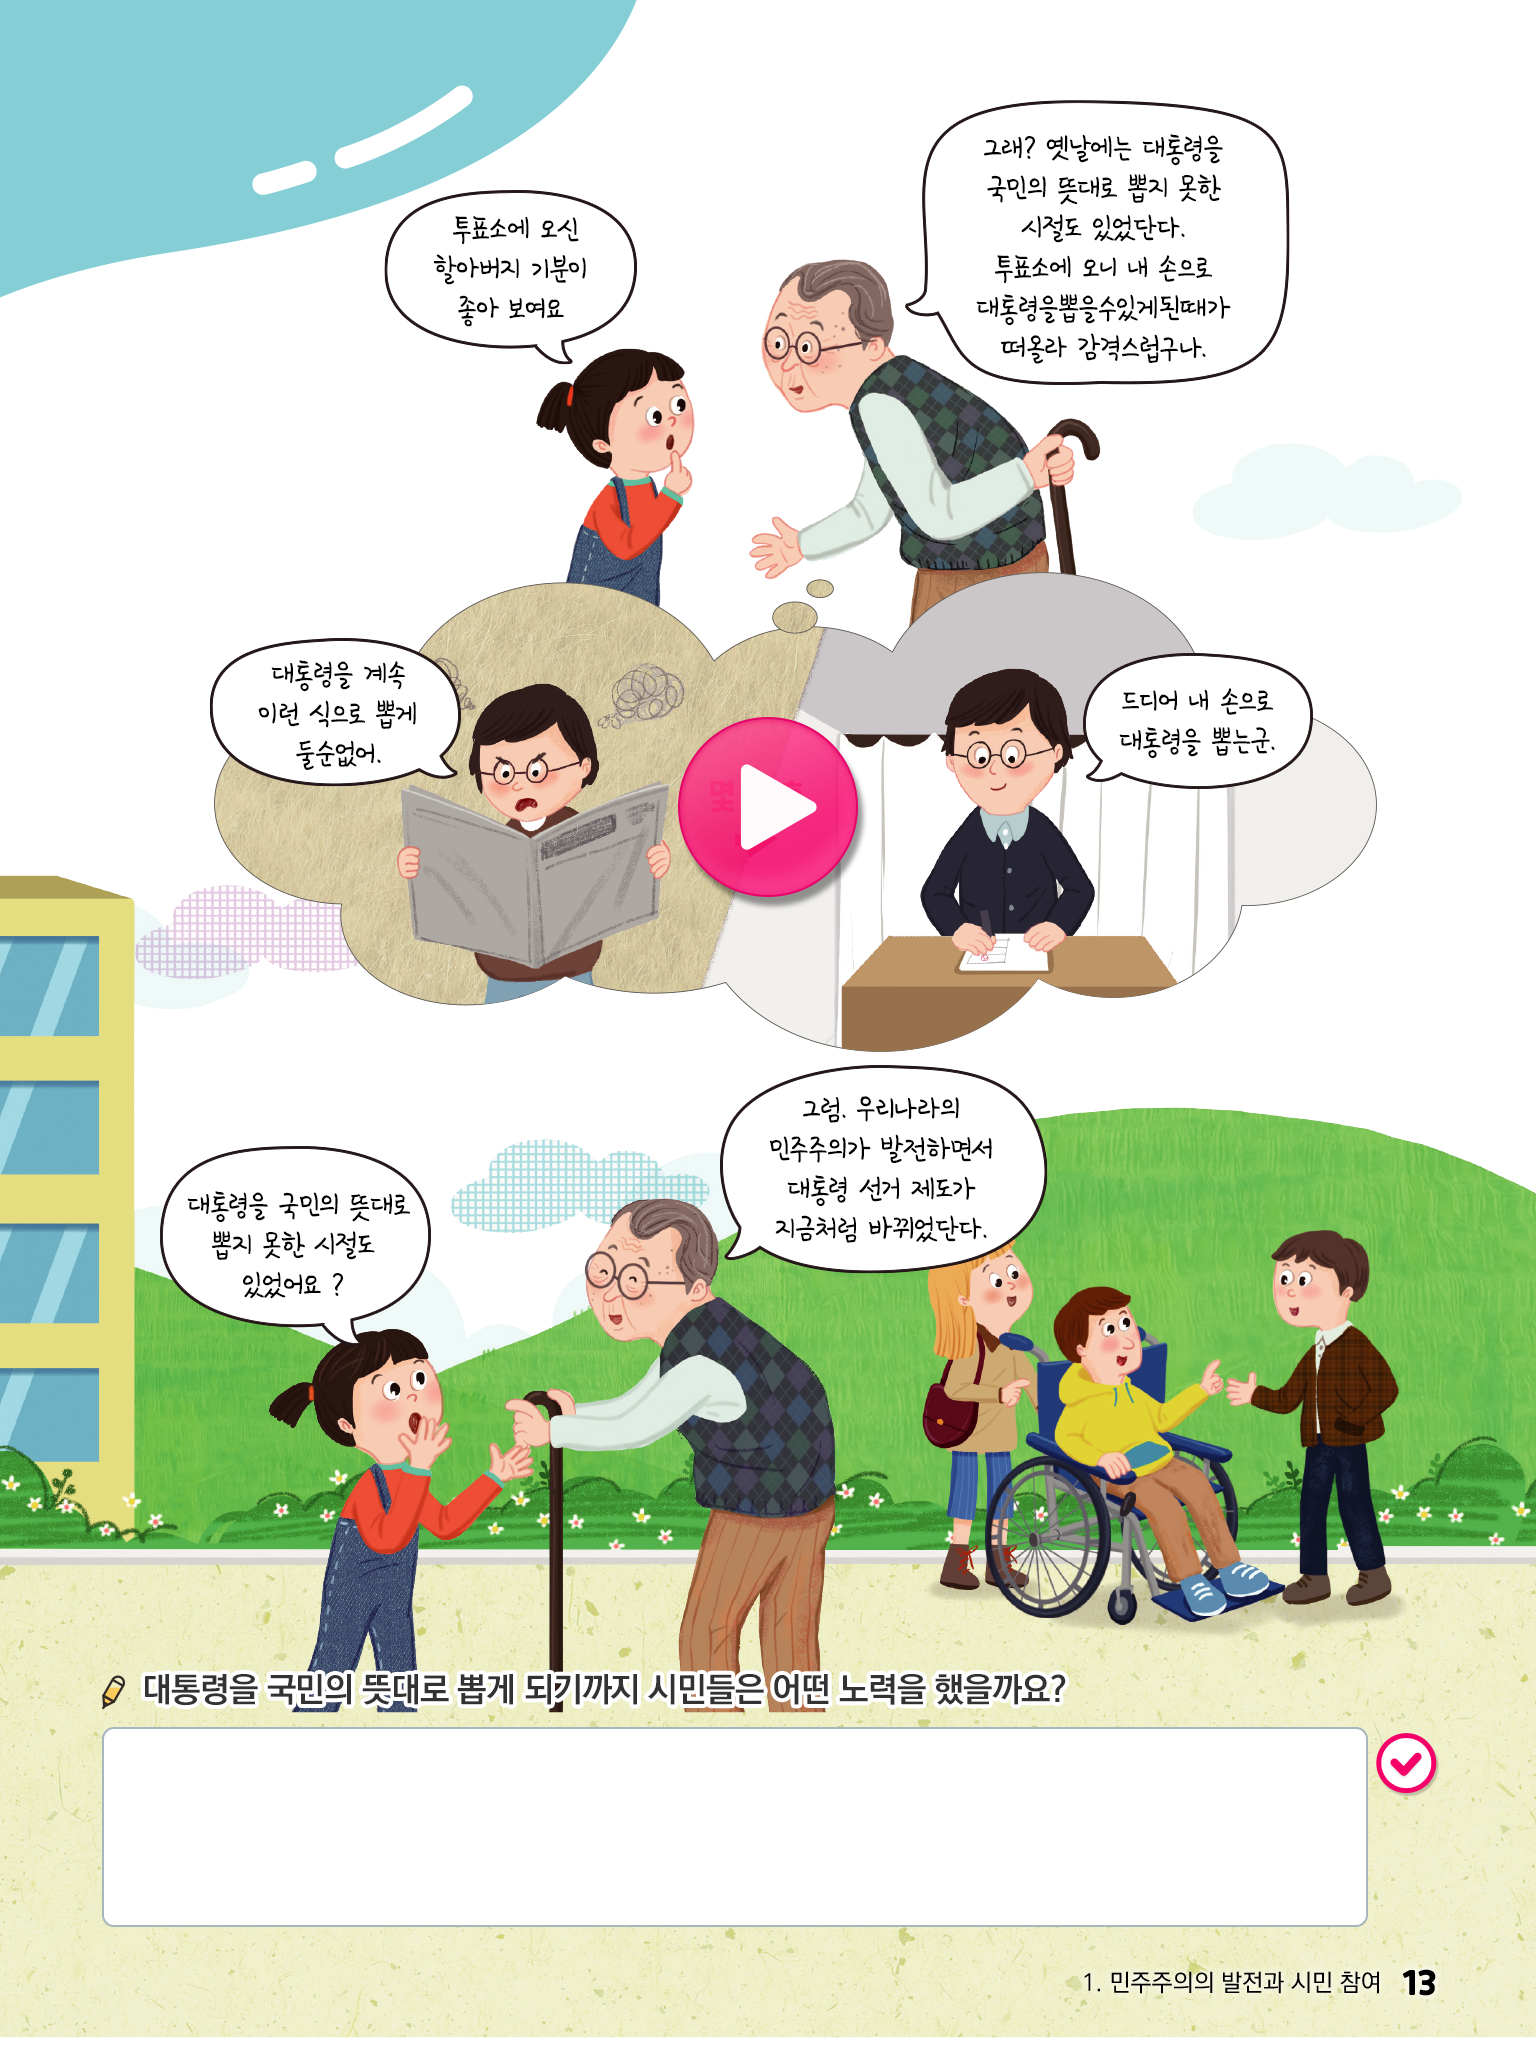 투표소에 오신
할아버지 기분이
좋아 보여요
그래? 옛날에는 대통령을
국민의 뜻대로 뽑지 못한
시절도 있었단다.
투표소에 오니 내 손으로
대통령을뽑을수있게된때가
떠올라 감격스럽구나.
대통령을 계속
이런 식으로 뽑게
둘순없어.
드디어 내 손으로
대통령을 뽑는군.
그럼. 우리나라의
민주주의가 발전하면서
대통령 선거 제도가
지금처럼 바뀌었단다.
대통령을 국민의 뜻대로
뽑지 못한 시절도
있었어요 ?
대통령을 국민의 뜻대로 뽑게 되기까지 시민들은 어떤 노력을 했을까요?
1. 민주주의의 발전과 시민 참여 13